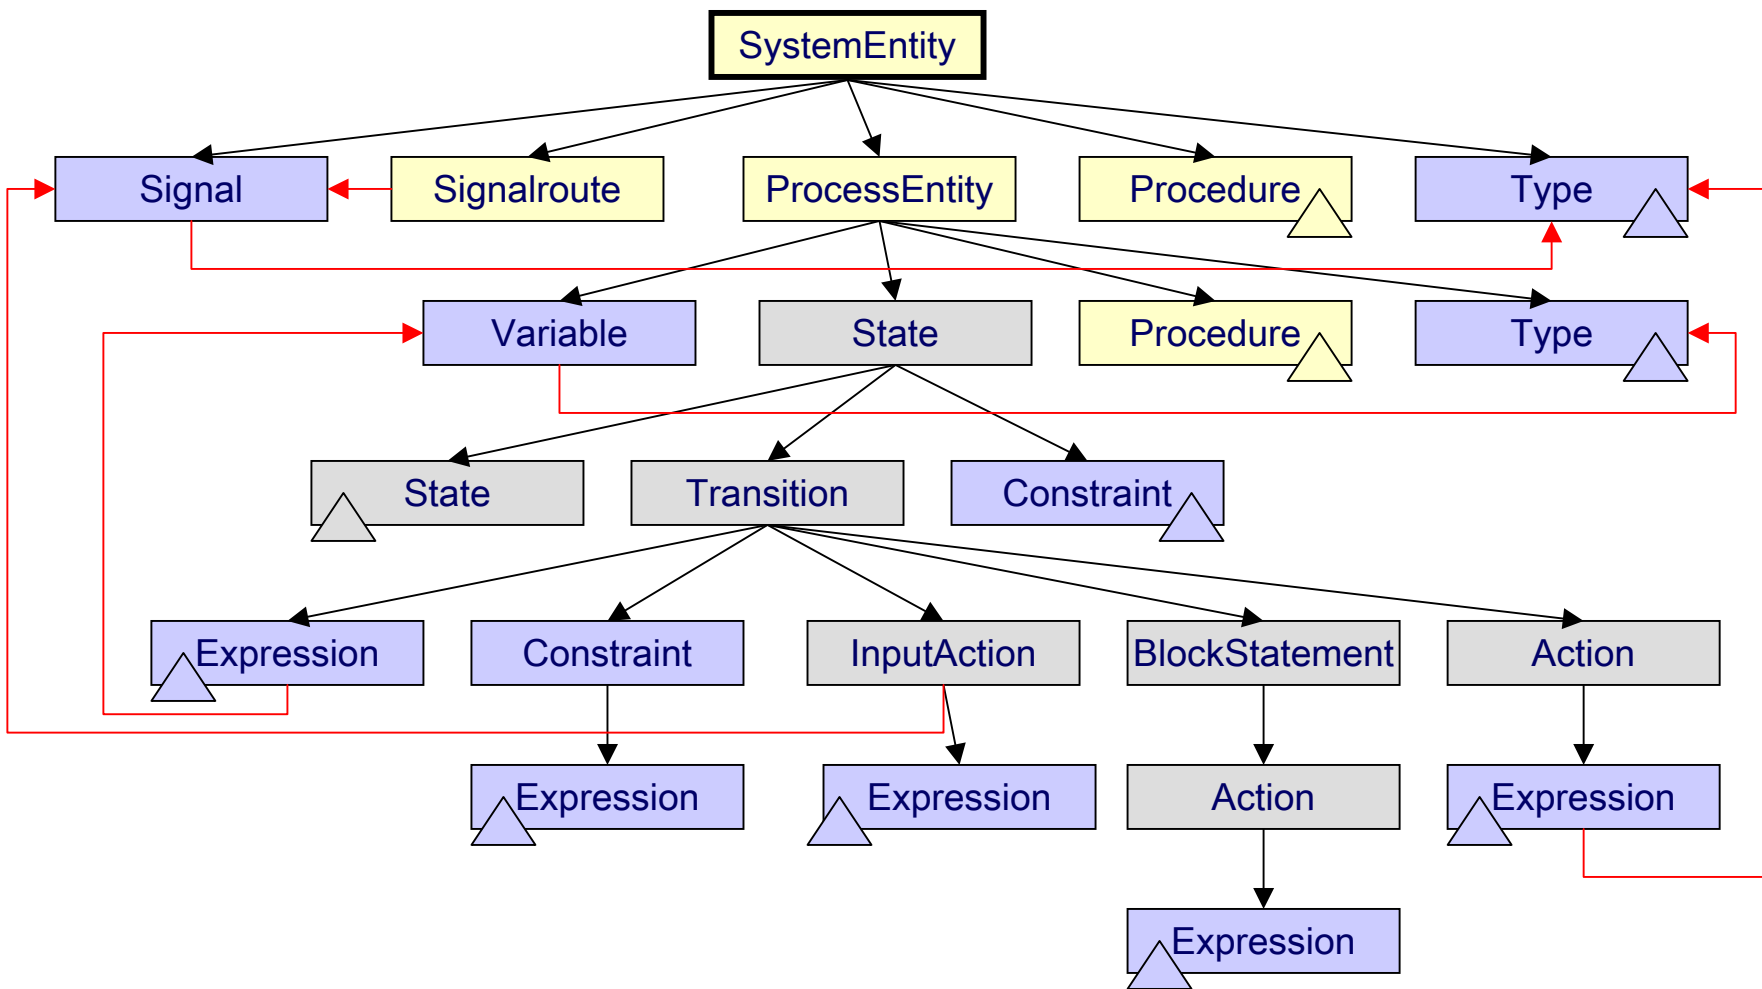 SystemEntity
Signal
Signalroute
ProcessEntity
Procedure
Type
Variable
State
Procedure
Type
State
Transition
Constraint
Expression
Constraint
InputAction
BlockStatement
Action
Expression
Expression
Action
Expression
Expression